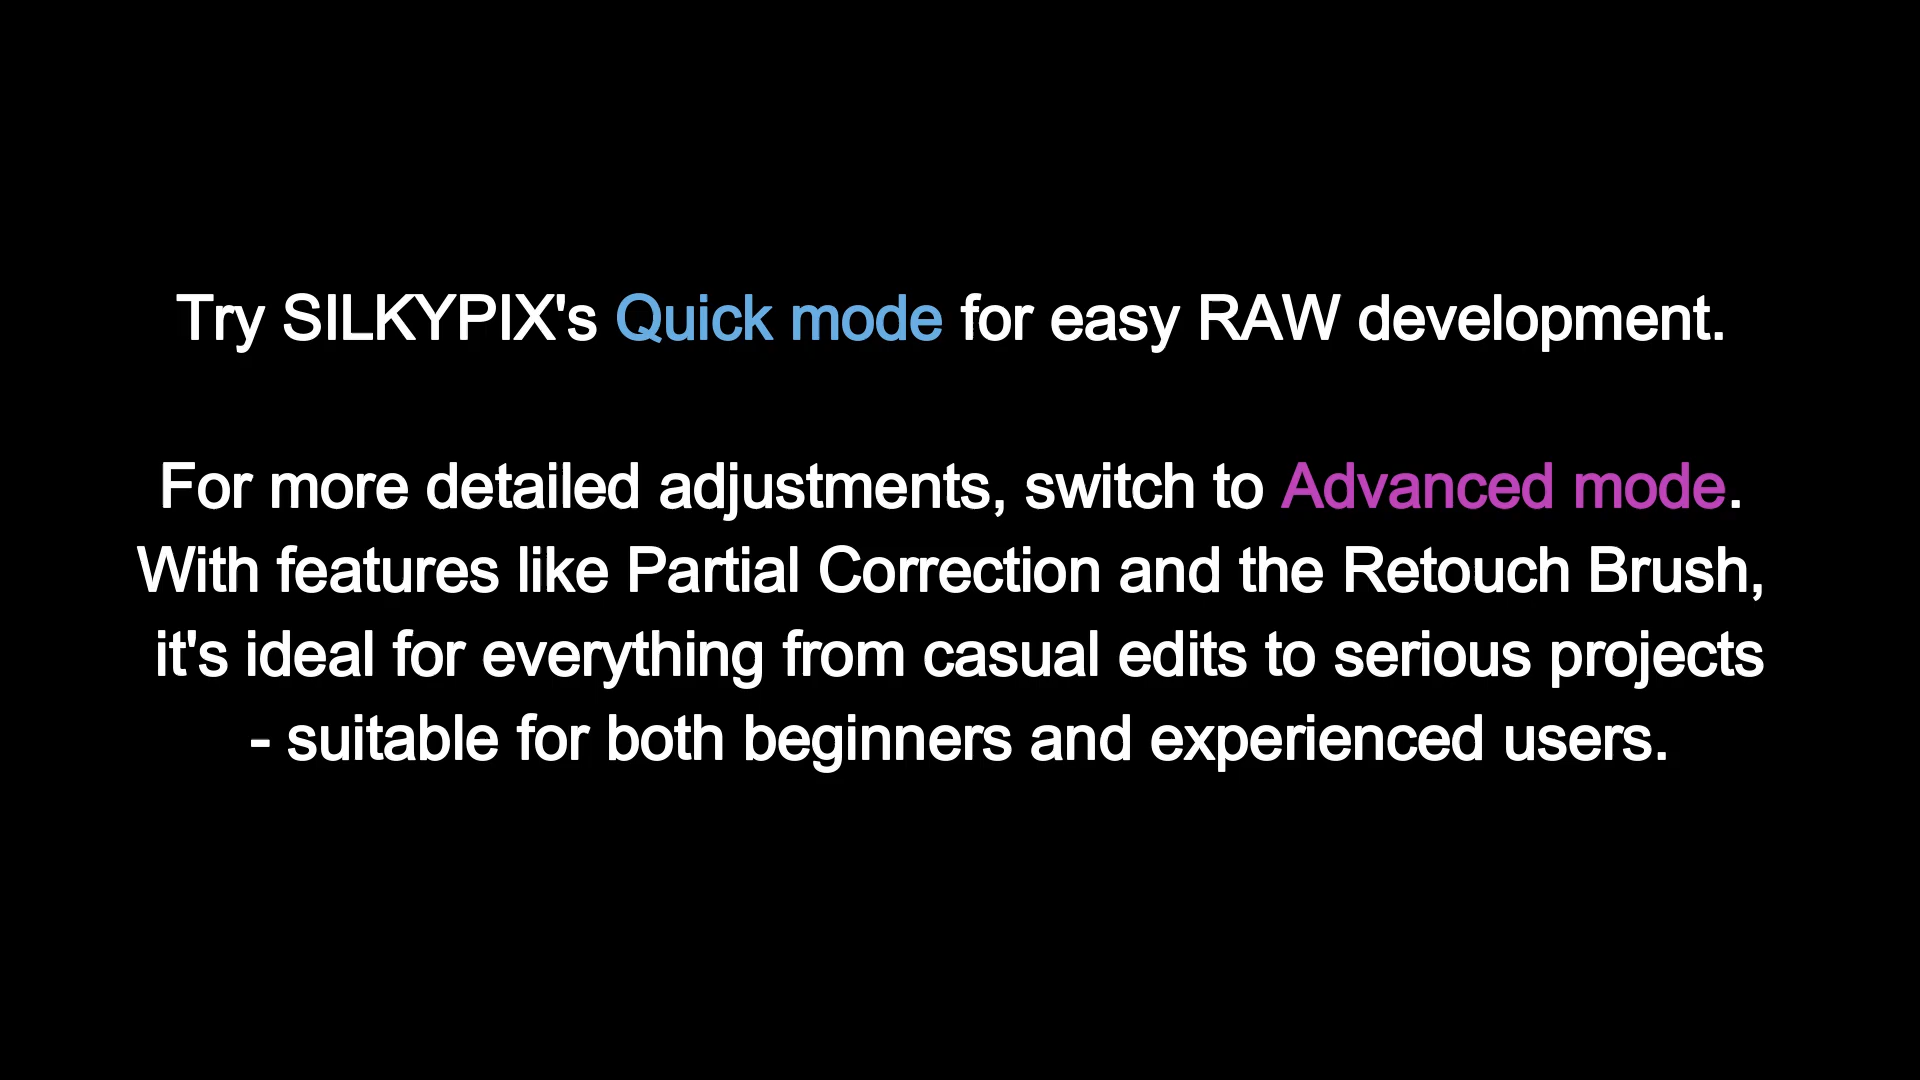 Try SILKYPIX's Quick mode for easy RAW development.
For more detailed adjustments, switch to Advanced mode.
With features like Partial Correction and the Retouch Brush,
it's ideal for everything from casual edits to serious projects
- suitable for both beginners and experienced users.